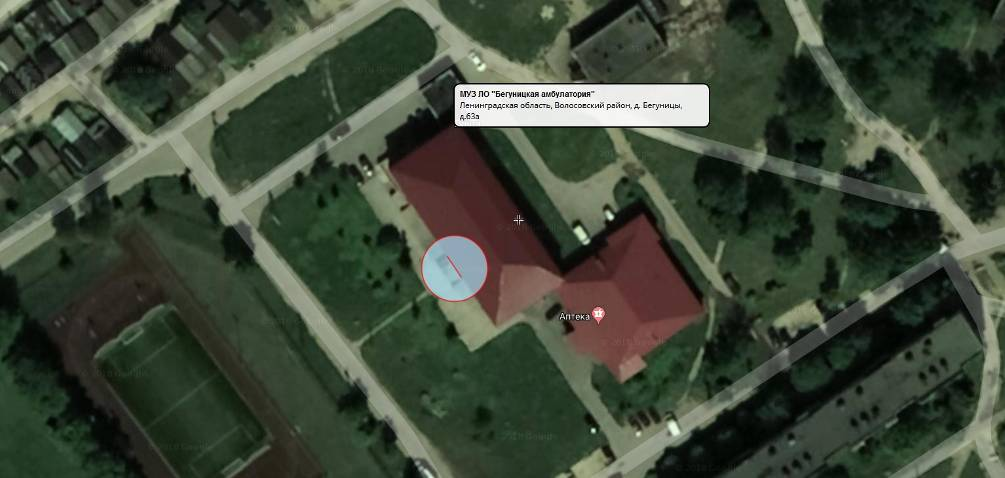 МУЗ ЛО "Бегуницкая амбулатория"
Ленинградская область, Волосовский район, д. Бегуницы,
д.63а
Аптека